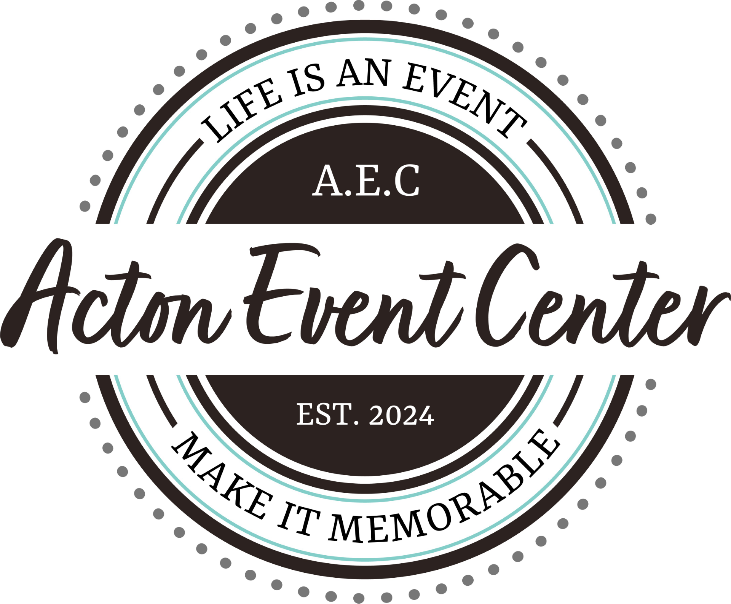 LIFE IS AN EVENT
A.E.C
Acton Event Center
EST. 2024
MAKE IT MEMORABLE